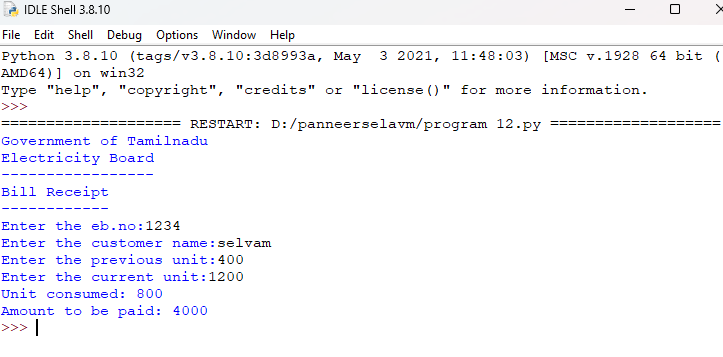 IDLE Shell 3.8.10
File Edit Shell Debug Options Window Help
Python 3.8.10 (tags/v3.8.10:3d8993a, May  3 2021, 11:48:03) [MSC v.1928 64 bit (
AMD64)] on win32
Type "help", "copyright", "credits" or "license()" for more information.
>>>
==================== RESTART: D:/panneerselavm/program 12.py ===================
Government of Tamilnadu
Electricity Board
-----------------
Bill Receipt
------------
Enter the eb.no:1234
Enter the customer name:selvam
Enter the previous unit:400
Enter the current unit:1200
Unit consumed: 800
Amount to be paid: 4000
>>>